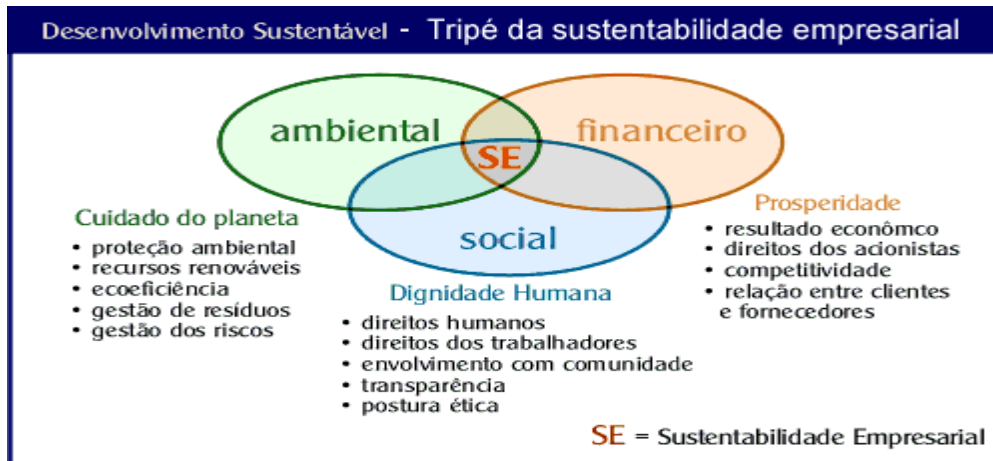 Desenvolvimento Sustentável - Tripé da sustentabilidade empresarial
ambiental
financeiro
SE
social
Cuidado do planeta
• proteção ambiental
• recursos renováveis
• ecoeficiência
• gestão de resíduos
• gestão dos riscos
Dignidade Humana
• direitos humanos
• direitos dos trabalhadores
• envolvimento com comunidade
• transparência
• postura ética
Prosperidade
• resultado econômco
• direitos dos acionistas
• competitividade
• relação entre clientes
e fornecedores
SE = Sustentabilidade Empresarial